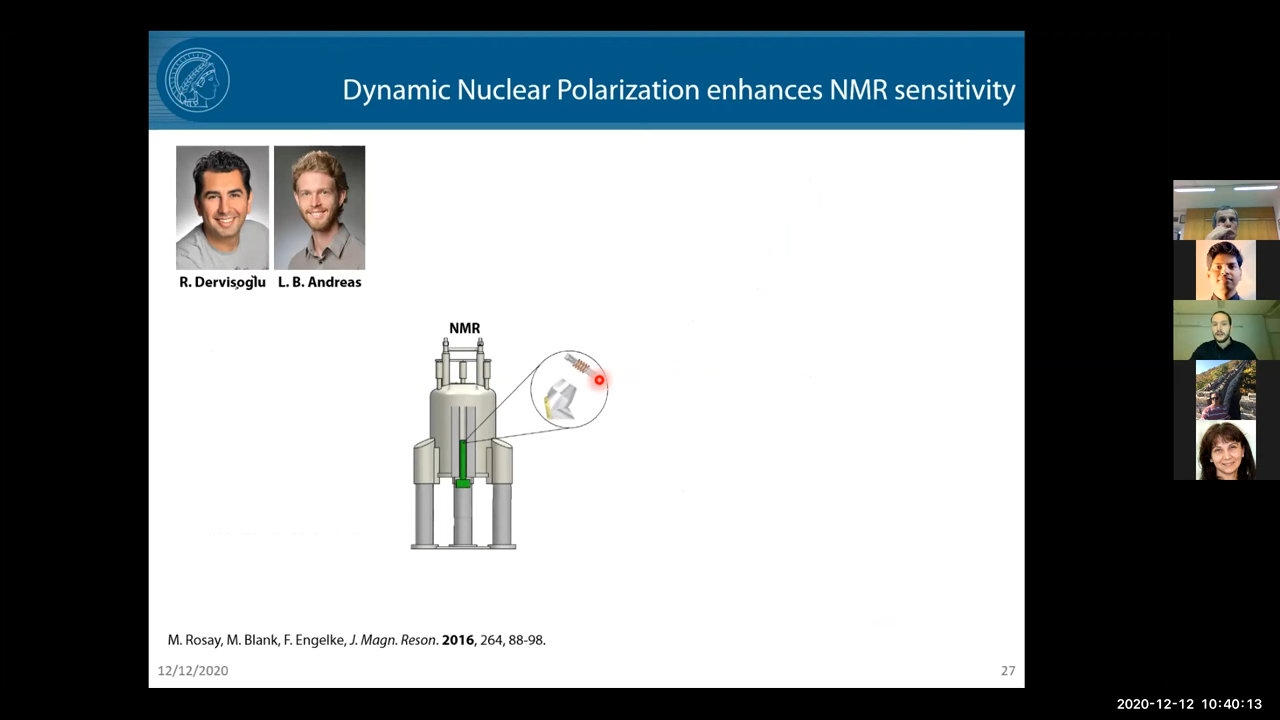 Dynamic Nuclear Polarization enhances NMR sensitivity
R. Dervisoğlu L. B. Andreas
NMR
M. Rosay, M. Blank, F. Engelke, J. Magn. Reson. 2016, 264, 88-98.
12/12/2020 27
2020-12-12 10:40:13